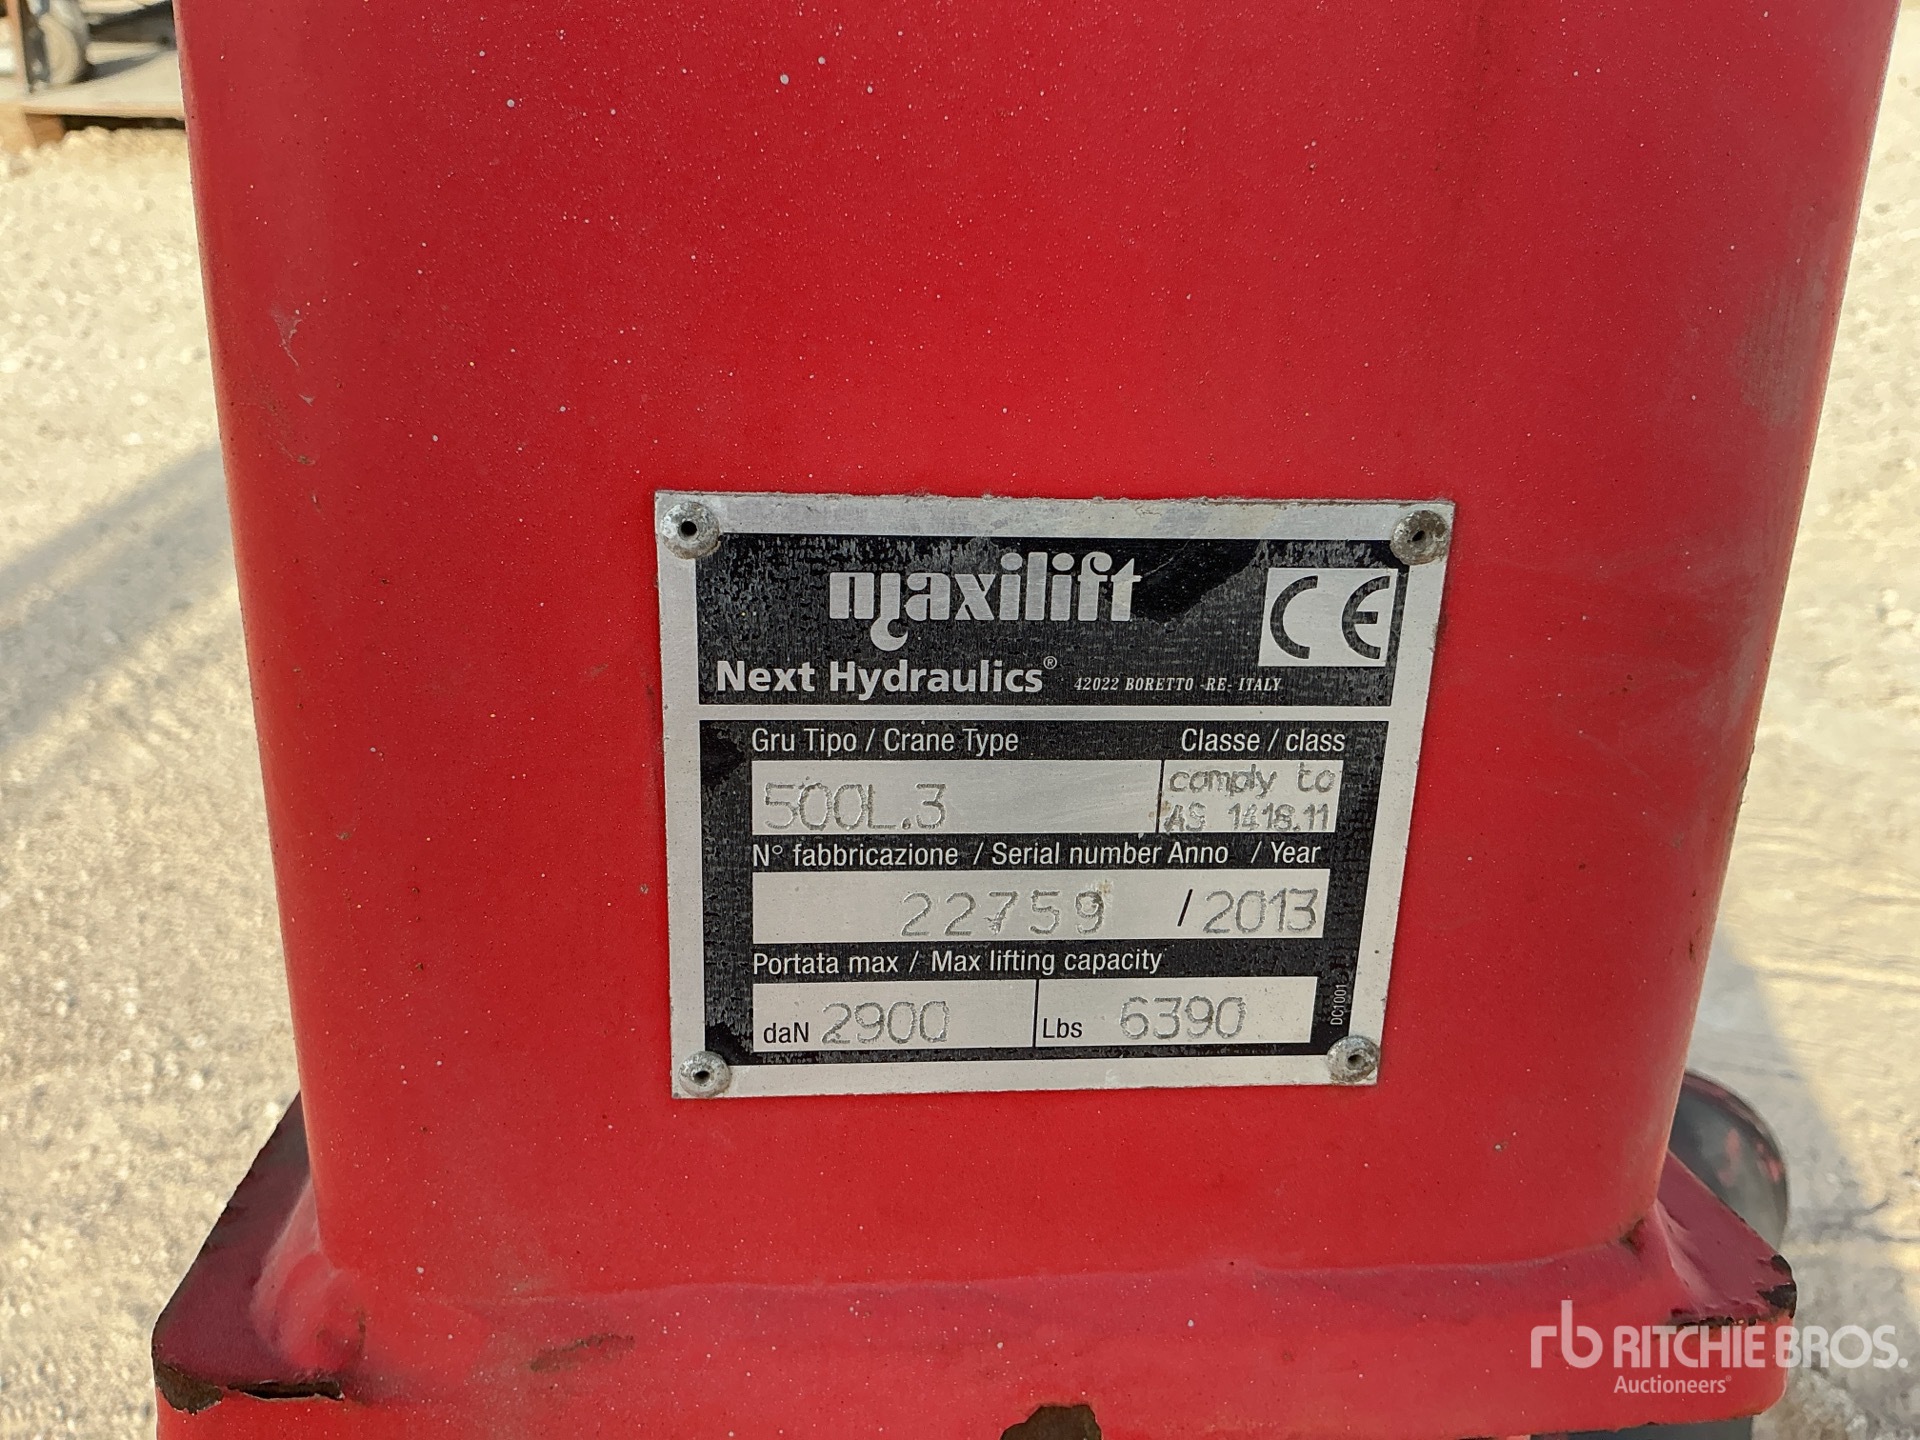 maxilift
CE
Next Hydraulics® 42022 BORETTO -RE- ITALY
Gru Tipo / Crane Type Classe / class
500L.3 comply to
AS 1418.11
N° fabbricazione / Serial number Anno / Year
22759 / 2013
Portata max / Max lifting capacity
daN 2900 Lbs 6390
DC1001
rb RITCHIE BROS.
Auctioneers